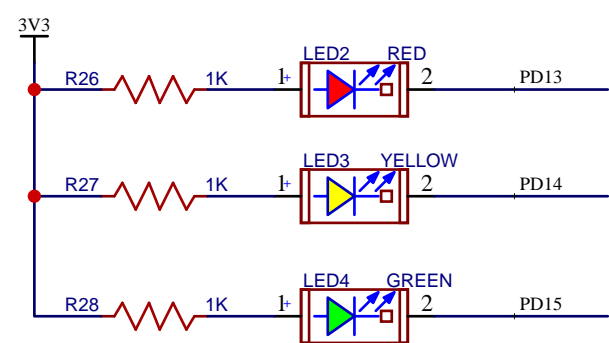 3V3
LED2 RED
R26 1K 1 + 2 PD13
LED3 YELLOW
R27 1K 1 + 2 PD14
LED4 GREEN
R28 1K 1 + 2 PD15